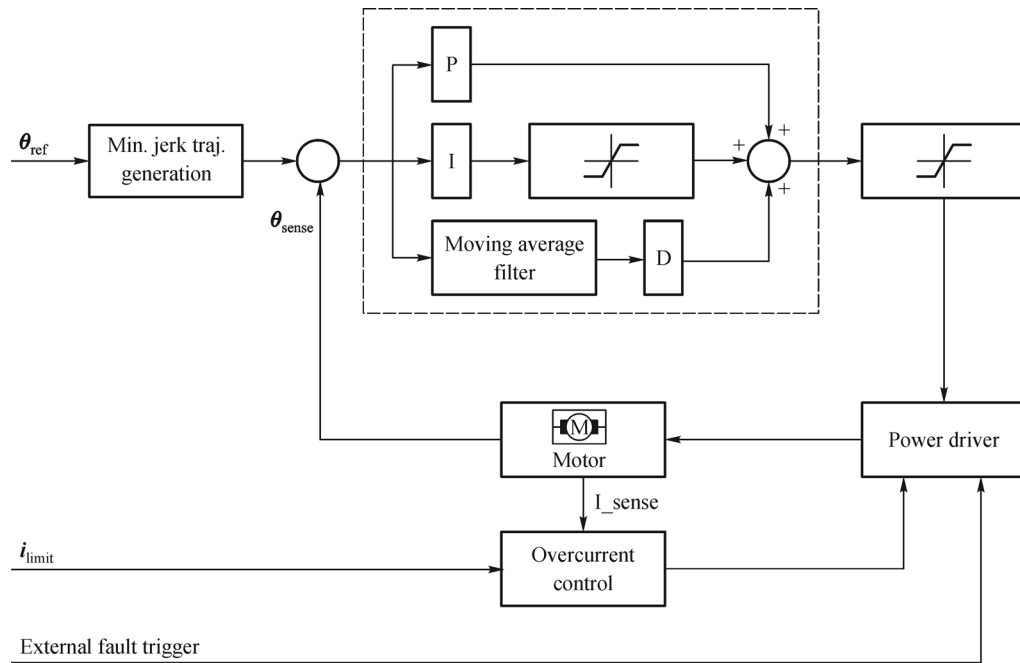 P
+
θref
Min. jerk traj.
generation
I
+
+
θsense
Moving average
filter
D
M
Motor
Power driver
I_sense
ilimit
Overcurrent
control
External fault trigger